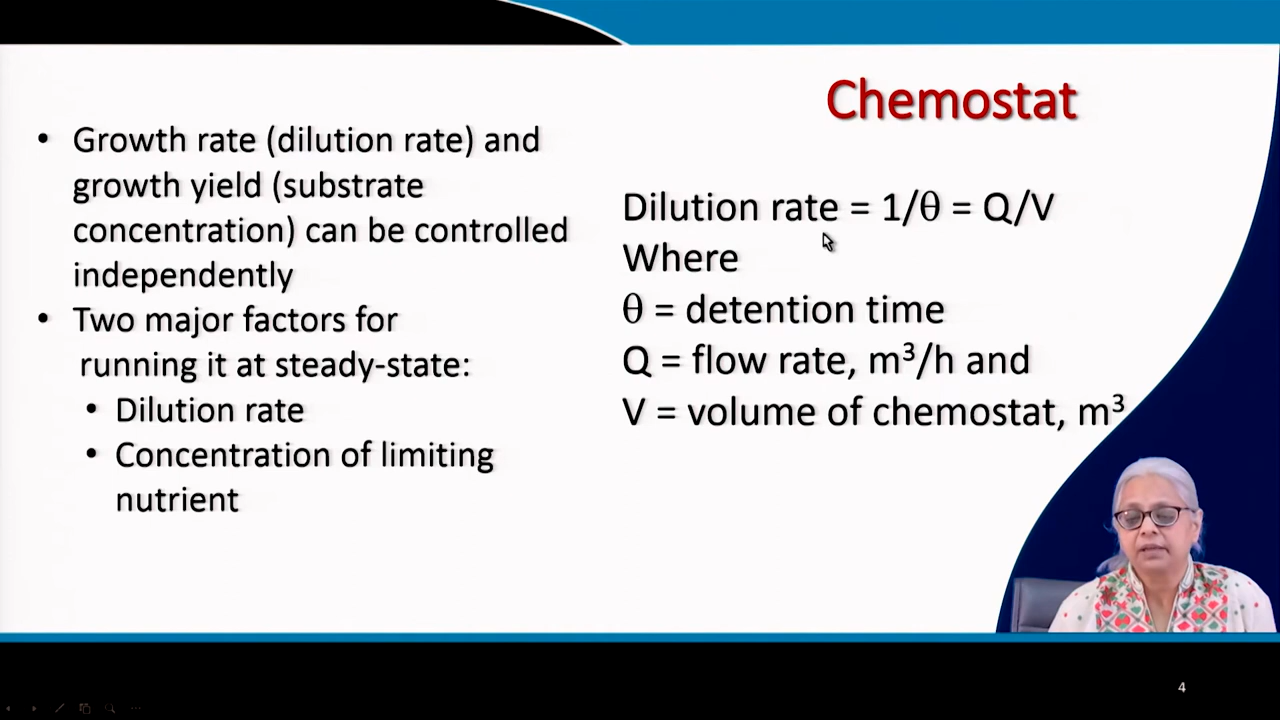 Chemostat
• Growth rate (dilution rate) and
growth yield (substrate
concentration) can be controlled
independently
• Two major factors for
running it at steady-state:
• Dilution rate
• Concentration of limiting
nutrient
Dilution rate = 1/θ = Q/V
Where
θ = detention time
Q = flow rate, m³/h and
V = volume of chemostat, m³
4